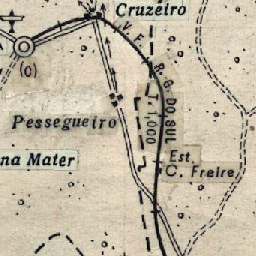 Cruzeiro
V. F. R. G. DO SUL
1,000
(o)
Pessegueiro
na Mater
Est.
C. Freire